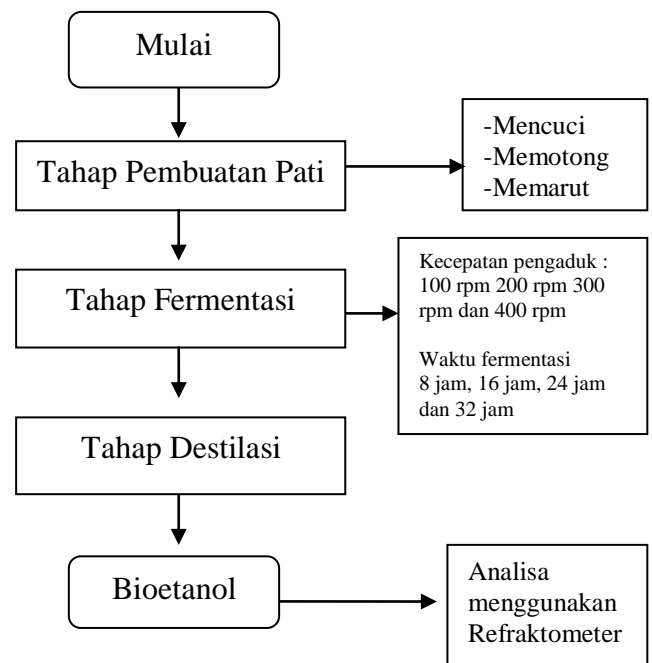 Mulai
Tahap Pembuatan Pati
-Mencuci
-Memotong
-Memarut
Tahap Fermentasi
Kecepatan pengaduk :
100 rpm 200 rpm 300
rpm dan 400 rpm
Waktu fermentasi
8 jam, 16 jam, 24 jam
dan 32 jam
Tahap Destilasi
Bioetanol
Analisa
menggunakan
Refraktometer